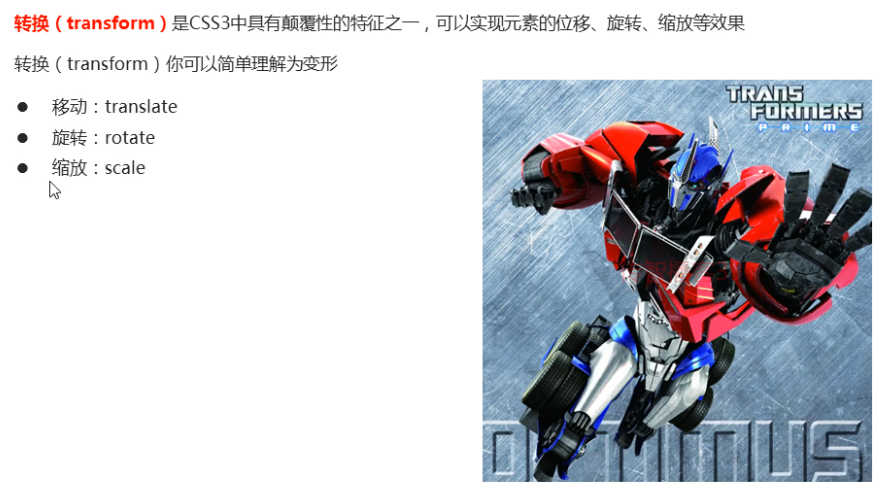 转换（transform）是CSS3中具有颠覆性的特征之一，可以实现元素的位移、旋转、缩放等效果
转换（transform）你可以简单理解为变形
● 移动：translate
● 旋转：rotate
● 缩放：scale
TRANS
FORMERS
PRIME
OPTIMUS